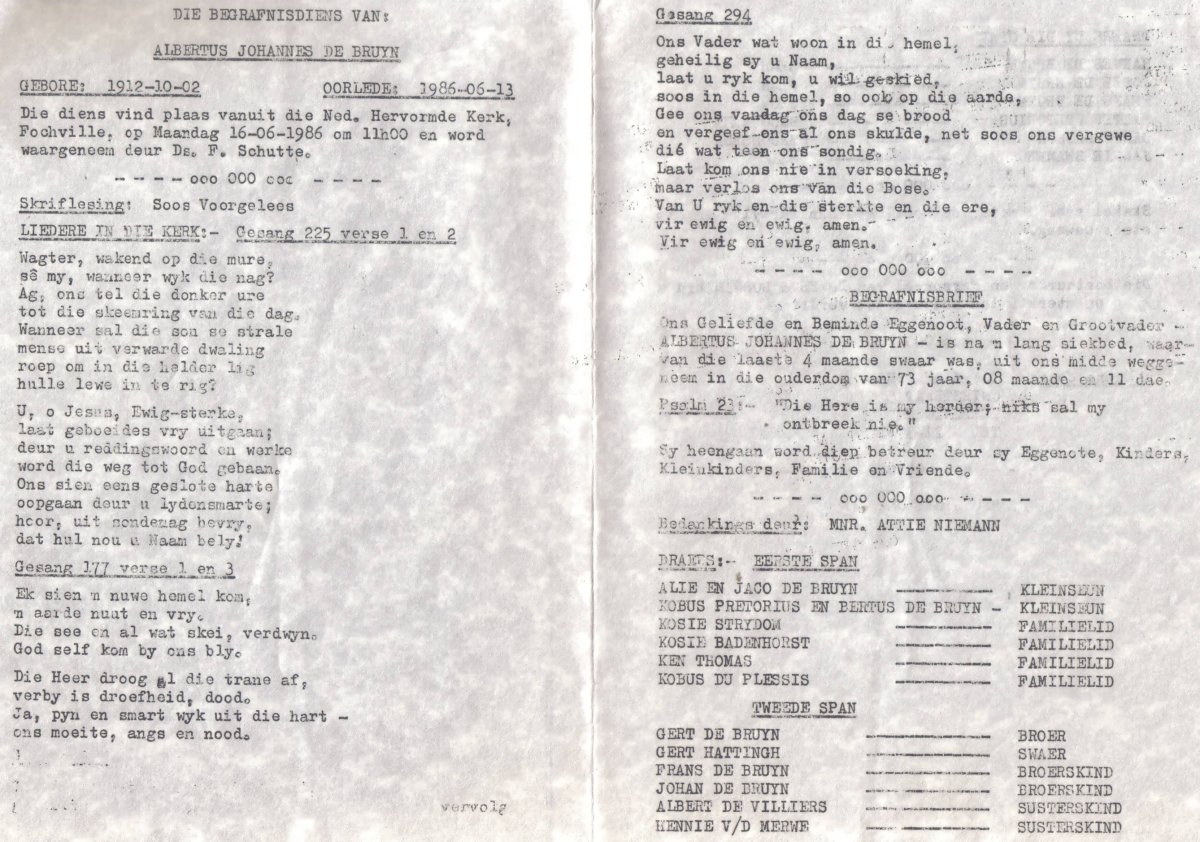 DIE BEGRAFNISDIENS VAN:
ALBERTUS JOHANNES DE BRUYN
GEBORE: 1912-10-02 OORLEDE: 1986-06-13
Die diens vind plaas vanuit die Ned. Hervormde Kerk,
Fochville, op Maandag 16-06-1986 om 11h00 en word
waargeneem deur Ds. F. Schutte.
- - - - ooo 000 ooo - - - -
Skriflesing: Soos Voorgelees
LIEDERE IN DIE KERK:- Gesang 225 verse 1 en 2
Wagter, wakend op die mure,
sê my, wanneer wyk die nag?
Ag, ons tel die donker ure
tot die skemering van die dag.
Wanneer sal die son se strale
mense uit verwarde dwaling
roep om in die helder lig
hulle lewe in te rig?
U, o Jesus, Ewig-sterke,
laat geboeides vry uitgaan;
deur u reddingswoord en werke
word die weg tot God gebaan.
Ons sien eens geslote harte
oopgaan deur u lydensmarte;
hoor, uit sondenag bevry,
dat hul nou u Naam bely!
Gesang 177 verse 1 en 3
Ek sien 'n nuwe hemel kom,
'n aarde nuut en vry.
Die see en al wat skei, verdwyn.
God self kom by ons bly.
Die Heer droog al die trane af,
verby is droefheid, dood.
Ja, pyn en smart wyk uit die hart -
ons moeite, angs en nood.
vervolg
Gesang 294
Ons Vader wat woon in die hemel,
geheilig sy u Naam,
laat u ryk kom, u wil geskied,
soos in die hemel, so ook op die aarde,
Gee ons vandag ons dag se brood
en vergeef ons al ons skulde, net soos ons vergewe
dié wat teen ons sondig.
Laat kom ons nie in versoeking,
maar verlos ons van die Bose.
Van U ryk en die sterkte en die ere,
vir ewig en ewig, amen.
Vir ewig en ewig, amen.
- - - - ooo 000 ooo - - - -
BEGRAFNISBRIEF
Ons Geliefde en Beminde Eggenoot, Vader en Grootvader -
ALBERTUS JOHANNES DE BRUYN - is na 'n lang siekbed, waar-
van die laaste 4 maande swaar was, uit ons midde wegge-
neem in die ouderdom van 73 jaar, 08 maande en 11 dae.
Psalm 23:- "Die Here is my herder; niks sal my
ontbreek nie."
Sy heengaan word diep betreur deur sy Eggenote, Kinders,
Kleinkinders, Familie en Vriende.
- - - - ooo 000 ooo - - - -
Bedankings deur: MNR. ATTIE NIEMANN
DRAERS:- EERSTE SPAN
ALIE EN JACO DE BRUYN ---------- KLEINSEUN
KOBUS PRETORIUS EN BERTUS DE BRUYN - KLEINSEUN
KOSIE STRYDOM ---------- FAMILIELID
KOSIE BADENHORST ---------- FAMILIELID
KEN THOMAS ---------- FAMILIELID
KOBUS DU PLESSIS ---------- FAMILIELID
TWEEDE SPAN
GERT DE BRUYN ---------- BROER
GERT HATTINGH ---------- SWAER
FRANS DE BRUYN ---------- BROERSKIND
JOHAN DE BRUYN ---------- BROERSKIND
ALBERT DE VILLIERS ---------- SUSTERSKIND
HENNIE V/D MERWE ---------- SUSTERSKIND